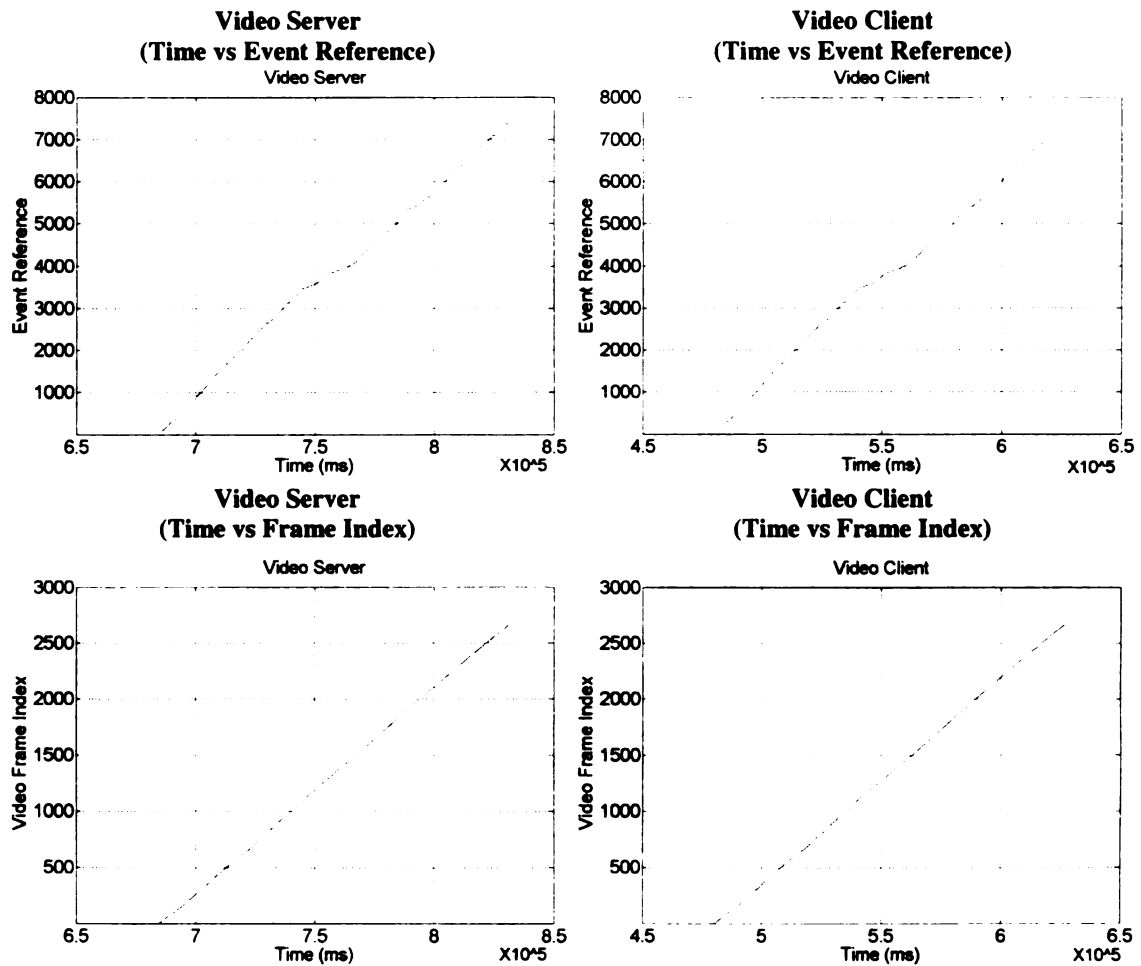 Video Server
(Time vs Event Reference)
Video Server
8000
7000
6000
5000
4000
3000
2000
1000
Event Reference
6.5 7 7.5 8 8.5
Time (ms) X10^5
Video Client
(Time vs Event Reference)
Video Client
8000
7000
6000
5000
4000
3000
2000
1000
Event Reference
4.5 5 5.5 6 6.5
Time (ms) X10^5
Video Server
(Time vs Frame Index)
Video Server
3000
2500
2000
1500
1000
500
Video Frame Index
6.5 7 7.5 8 8.5
Time (ms) X10^5
Video Client
(Time vs Frame Index)
Video Client
3000
2500
2000
1500
1000
500
Video Frame Index
4.5 5 5.5 6 6.5
Time (ms) X10^5